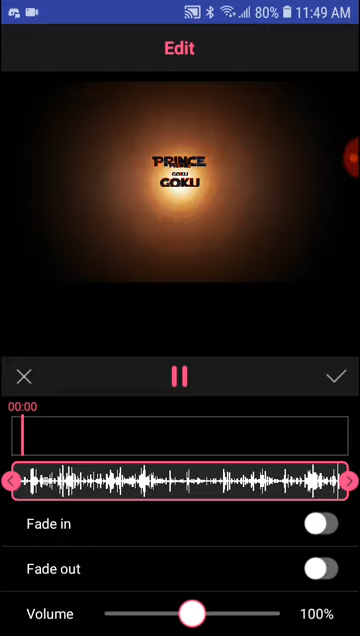 80% 11:49 AM
Edit
PRINCE
GOKU
GOKU
00:00
Fade in
Fade out
Volume 100%